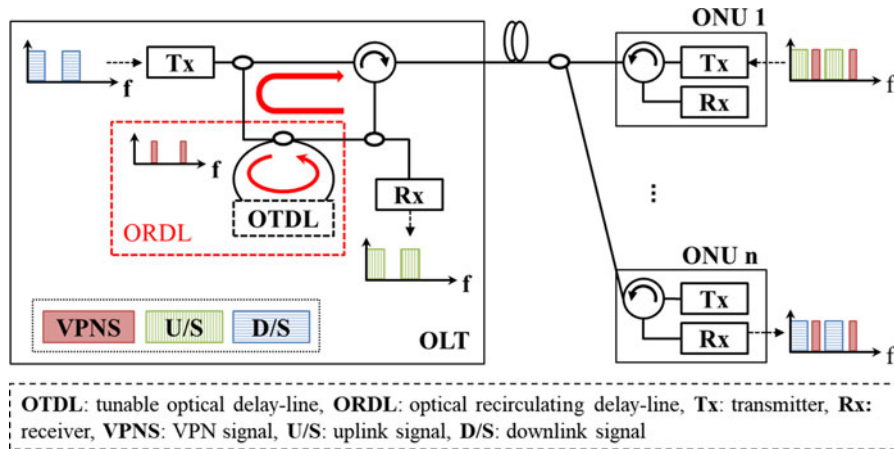 ONU 1
Tx
f
Tx
f
Rx
f
OTDL
Rx
ORDL
f
ONU n
Tx
VPNS U/S D/S
Rx
OLT
f
OTDL: tunable optical delay-line, ORDL: optical recirculating delay-line, Tx: transmitter, Rx:
receiver, VPNS: VPN signal, U/S: uplink signal, D/S: downlink signal